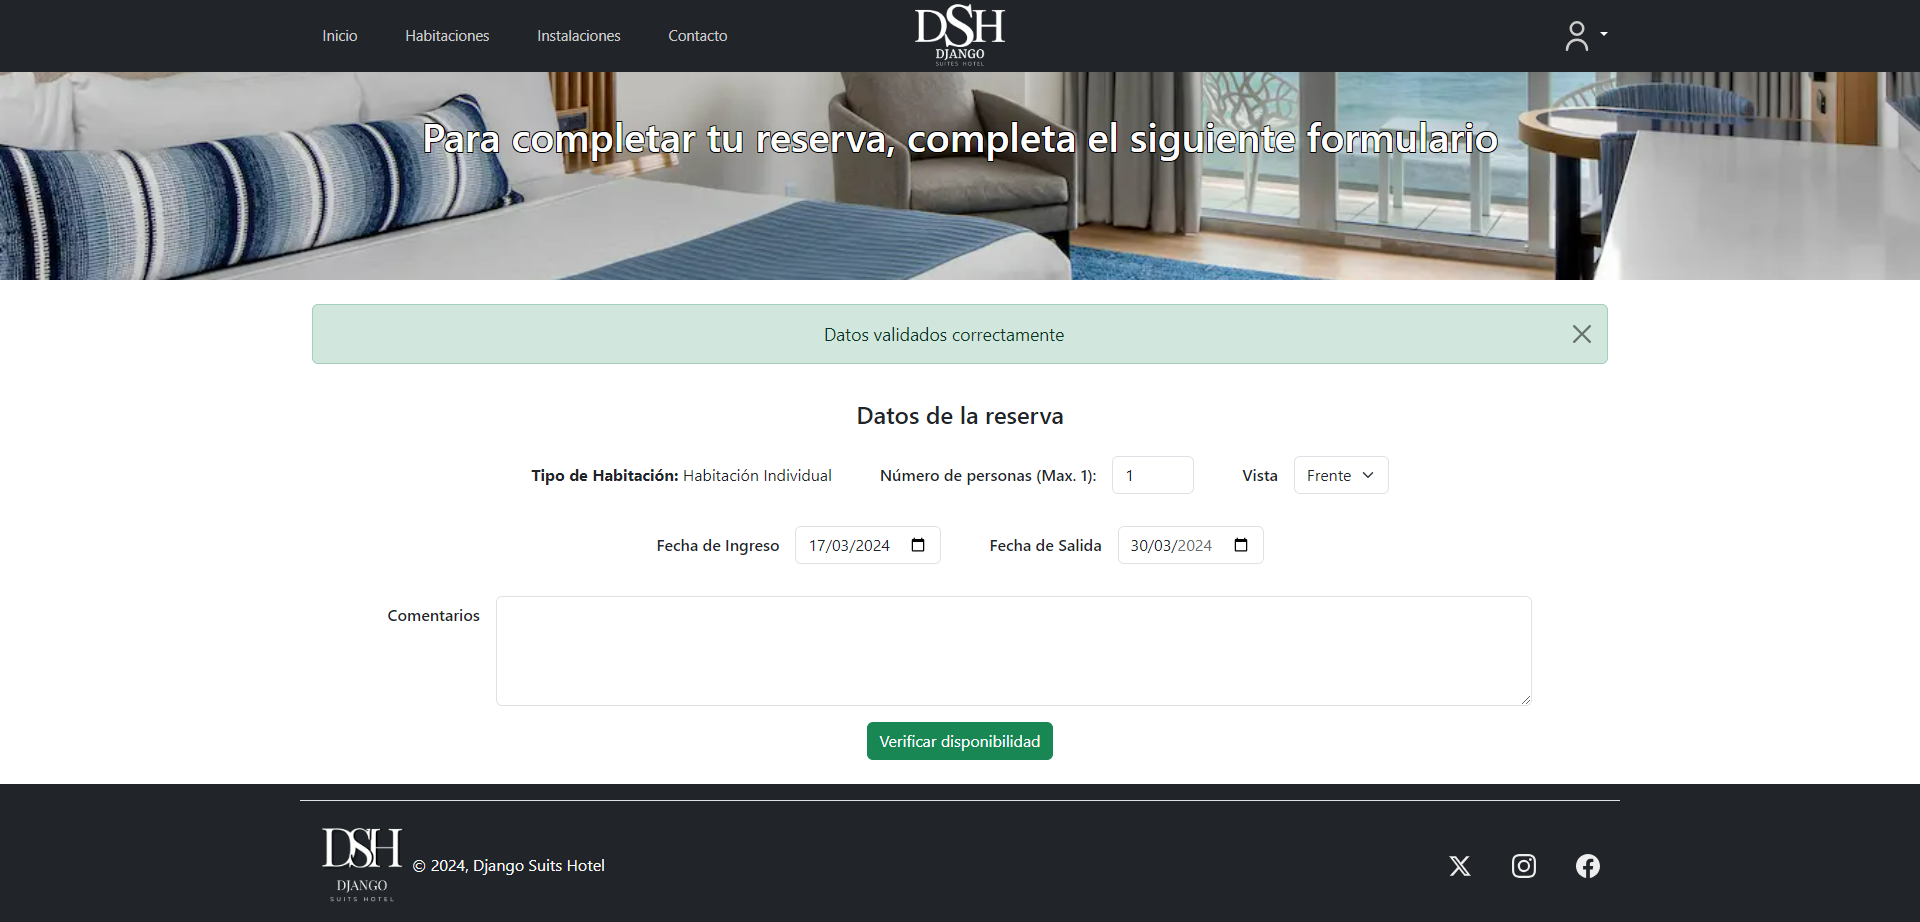 Inicio
Habitaciones
Instalaciones
Contacto
DSH
DJANGO
SUITES HOTEL
Para completar tu reserva, completa el siguiente formulario
Datos validados correctamente
Datos de la reserva
Tipo de Habitación: Habitación Individual
Número de personas (Max. 1): 1
Vista Frente
Fecha de Ingreso 17/03/2024
Fecha de Salida 30/03/2024
Comentarios
Verificar disponibilidad
DSH
DJANGO
SUITS HOTEL
© 2024, Django Suits Hotel